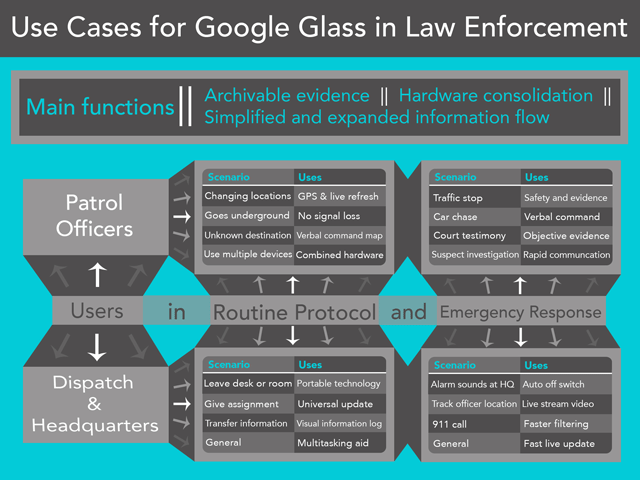 Use Cases for Google Glass in Law Enforcement
Main functions || Archivable evidence || Hardware consolidation ||
Simplified and expanded information flow
Patrol
Officers
Scenario Uses
Changing locations GPS & live refresh
Goes underground No signal loss
Unknown destination Verbal command map
Use multiple devices Combined hardware
Scenario Uses
Traffic stop Safety and evidence
Car chase Verbal command
Court testimony Objective evidence
Suspect investigation Rapid communcation
Users in Routine Protocol and Emergency Response
Dispatch
&
Headquarters
Scenario Uses
Leave desk or room Portable technology
Give assignment Universal update
Transfer information Visual information log
General Multitasking aid
Scenario Uses
Alarm sounds at HQ Auto off switch
Track officer location Live stream video
911 call Faster filtering
General Fast live update